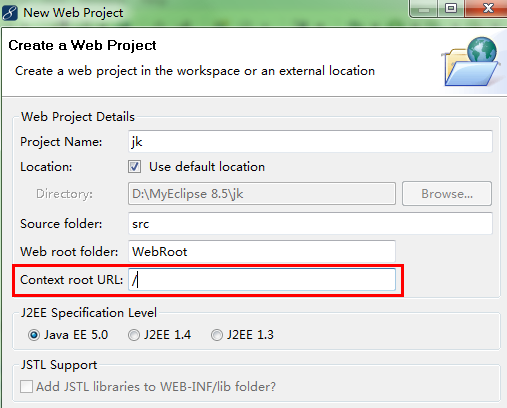 New Web Project
Create a Web Project
Create a web project in the workspace or an external location
Web Project Details
Project Name: jk
Location: Use default location
Directory: D:\MyEclipse 8.5\jk Browse...
Source folder: src
Web root folder: WebRoot
Context root URL: /
J2EE Specification Level
Java EE 5.0 J2EE 1.4 J2EE 1.3
JSTL Support
Add JSTL libraries to WEB-INF/lib folder?